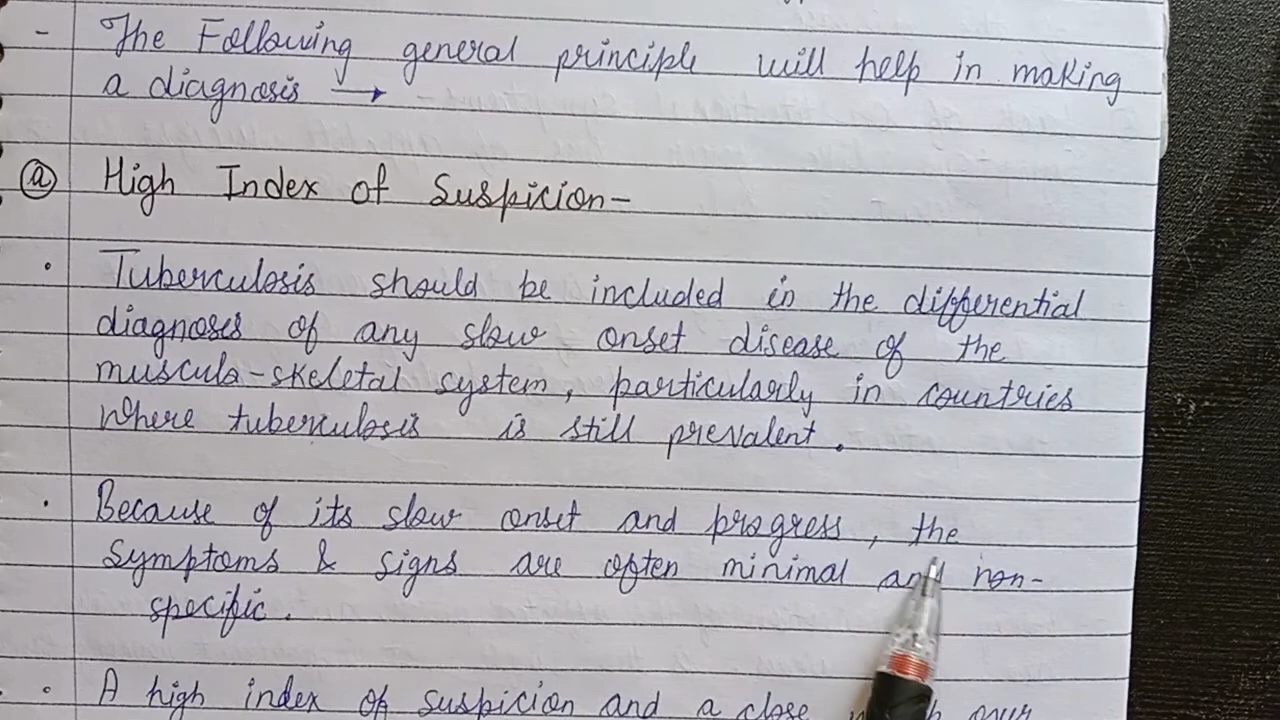 - The Following general principle will help in making
a diagnosis →
(a) High Index of Suspicion-
• Tuberculosis should be included in the differential
diagnoses of any slow onset disease of the
musculo-skeletal system, particularly in countries
where tuberculosis is still prevalent.
• Because of its slow onset and progress, the
symptoms & signs are often minimal and non-
specific.
• A high index of suspicion and a close over